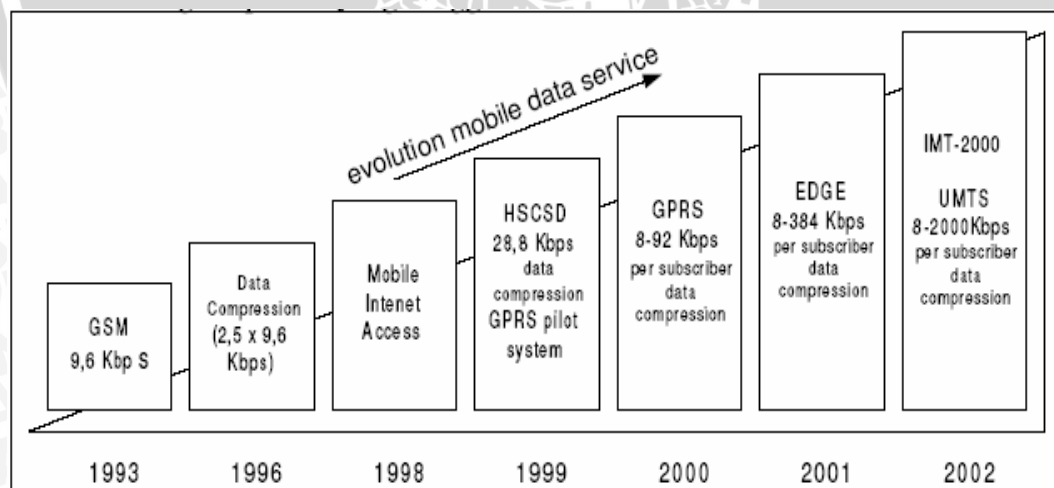 evolution mobile data service
GSM
9,6 Kbp S
Data
Compression
(2,5 x 9,6
Kbps)
Mobile
Intenet
Access
HSCSD
28,8 Kbps
data
compression
GPRS pilot
system
GPRS
8-92 Kbps
per subscriber
data
compression
EDGE
8-384 Kbps
per subscriber
data
compression
IMT-2000
UMTS
8-2000Kbps
per subscriber
data
compression
1993
1996
1998
1999
2000
2001
2002